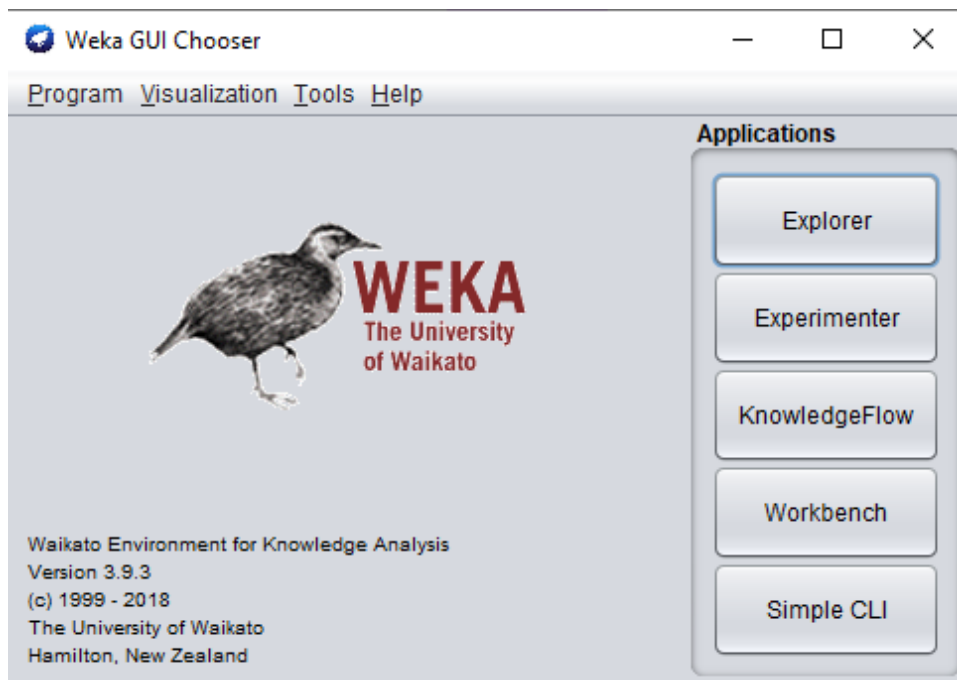 Weka GUI Chooser
Program Visualization Tools Help
Applications
Explorer
Experimenter
KnowledgeFlow
Workbench
Simple CLI
WEKA
The University
of Waikato
Waikato Environment for Knowledge Analysis
Version 3.9.3
(c) 1999 - 2018
The University of Waikato
Hamilton, New Zealand